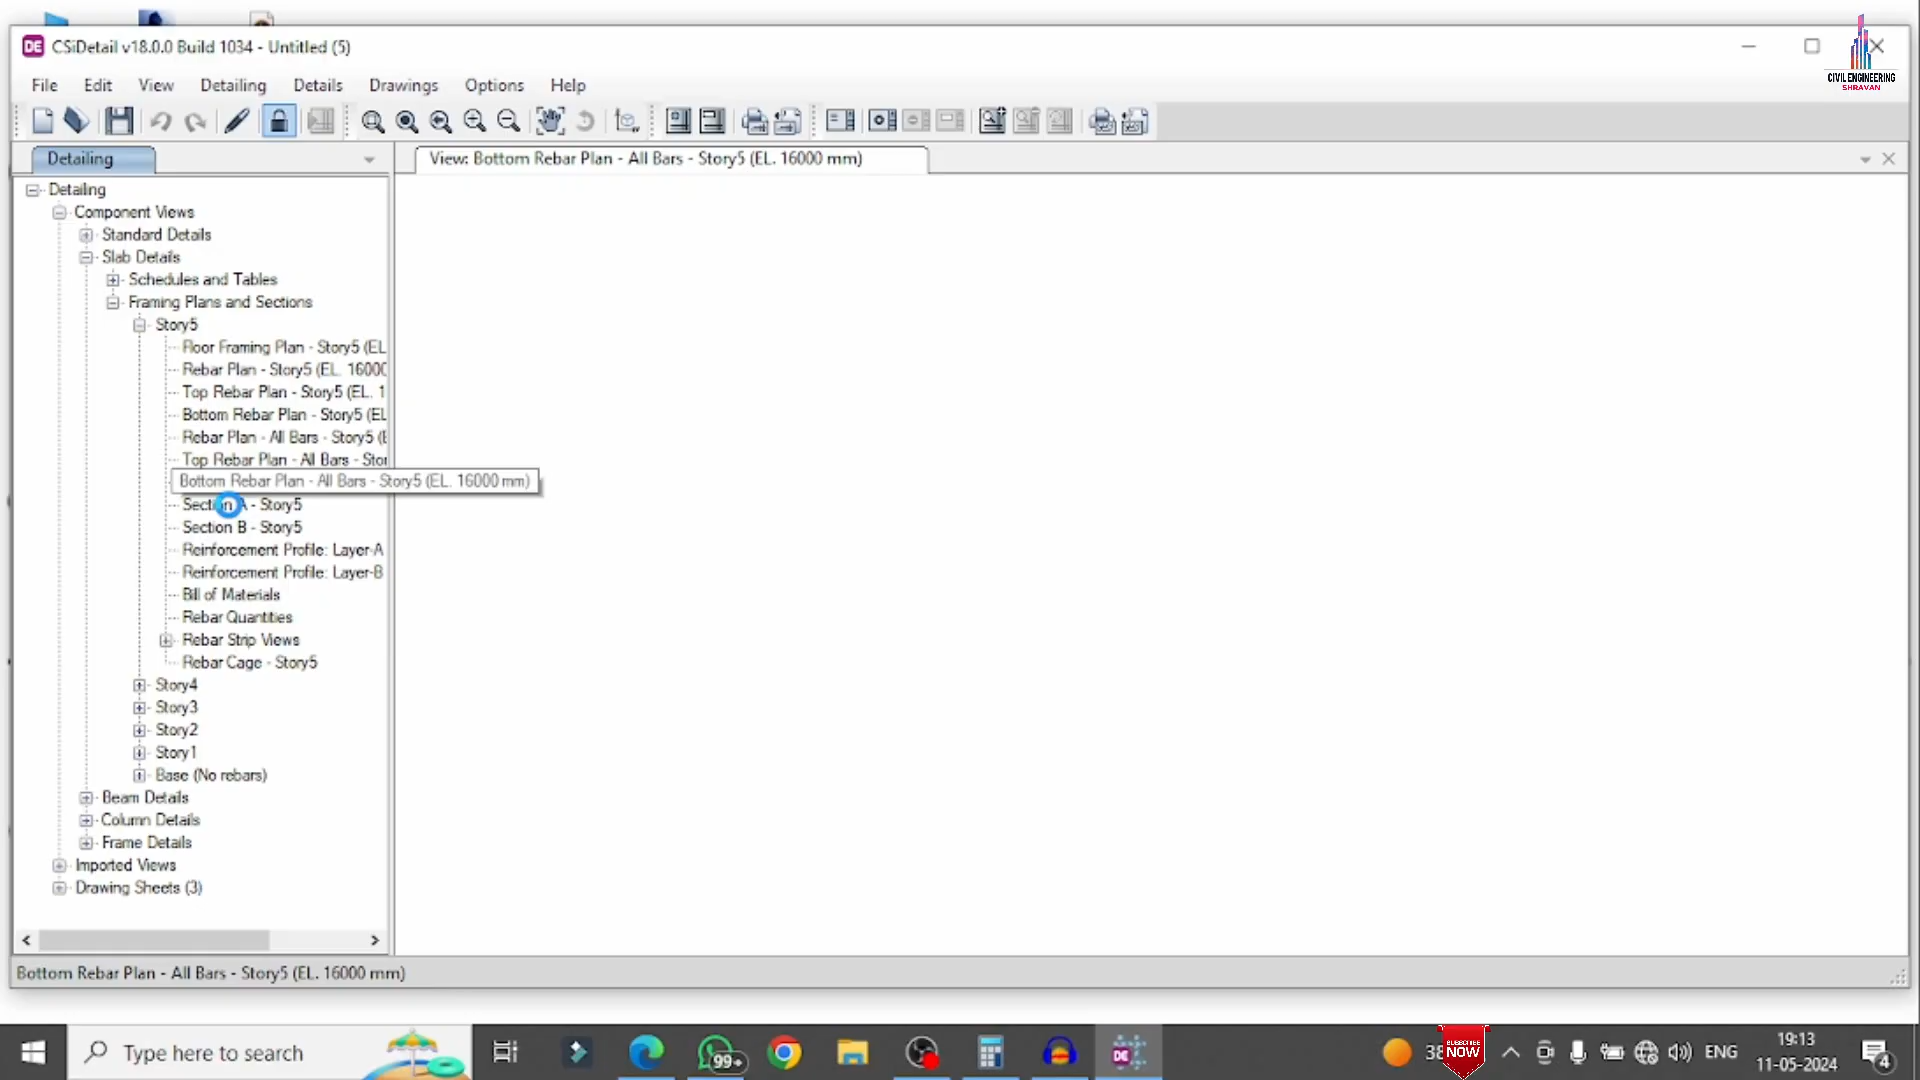 DE CSiDetail v18.0.0 Build 1034 - Untitled (5)
CIVIL ENGINEERING
SHRAVAN
File Edit View Detailing Details Drawings Options Help
Detailing
View: Bottom Rebar Plan - All Bars - Story5 (EL. 16000 mm)
Detailing
Component Views
Standard Details
Slab Details
Schedules and Tables
Framing Plans and Sections
Story5
Floor Framing Plan - Story5 (EL
Rebar Plan - Story5 (EL. 16000
Top Rebar Plan - Story5 (EL. 1
Bottom Rebar Plan - Story5 (EL
Rebar Plan - All Bars - Story5 (E
Top Rebar Plan - All Bars - Stor
Bottom Rebar Plan - All Bars - Story5 (EL. 16000 mm)
Section A - Story5
Section B - Story5
Reinforcement Profile: Layer-A
Reinforcement Profile: Layer-B
Bill of Materials
Rebar Quantities
Rebar Strip Views
Rebar Cage - Story5
Story4
Story3
Story2
Story1
Base (No rebars)
Beam Details
Column Details
Frame Details
Imported Views
Drawing Sheets (3)
Bottom Rebar Plan - All Bars - Story5 (EL. 16000 mm)
Type here to search
99+
DE
38
SUBSCRIBE
NOW
ENG
19:13
11-05-2024
4